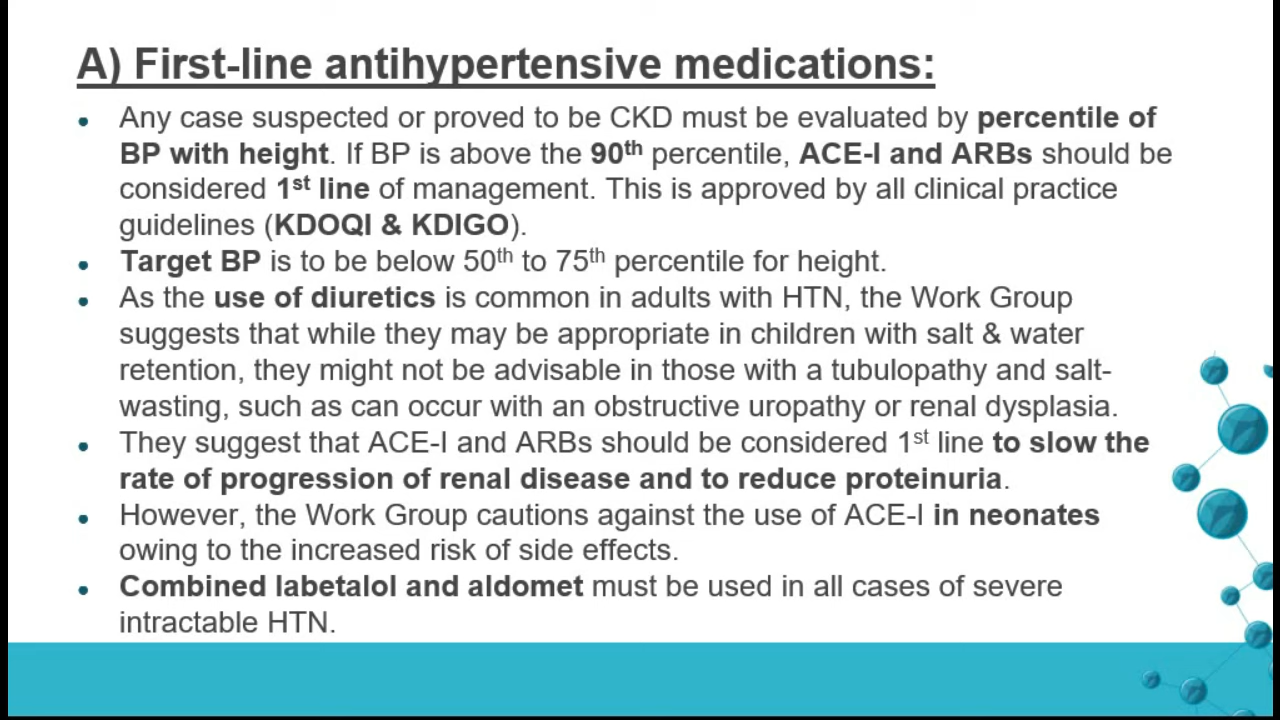 A) First-line antihypertensive medications:
• Any case suspected or proved to be CKD must be evaluated by percentile of
BP with height. If BP is above the 90th percentile, ACE-I and ARBs should be
considered 1st line of management. This is approved by all clinical practice
guidelines (KDOQI & KDIGO).
• Target BP is to be below 50th to 75th percentile for height.
• As the use of diuretics is common in adults with HTN, the Work Group
suggests that while they may be appropriate in children with salt & water
retention, they might not be advisable in those with a tubulopathy and salt-
wasting, such as can occur with an obstructive uropathy or renal dysplasia.
• They suggest that ACE-I and ARBs should be considered 1st line to slow the
rate of progression of renal disease and to reduce proteinuria.
• However, the Work Group cautions against the use of ACE-I in neonates
owing to the increased risk of side effects.
• Combined labetalol and aldomet must be used in all cases of severe
intractable HTN.